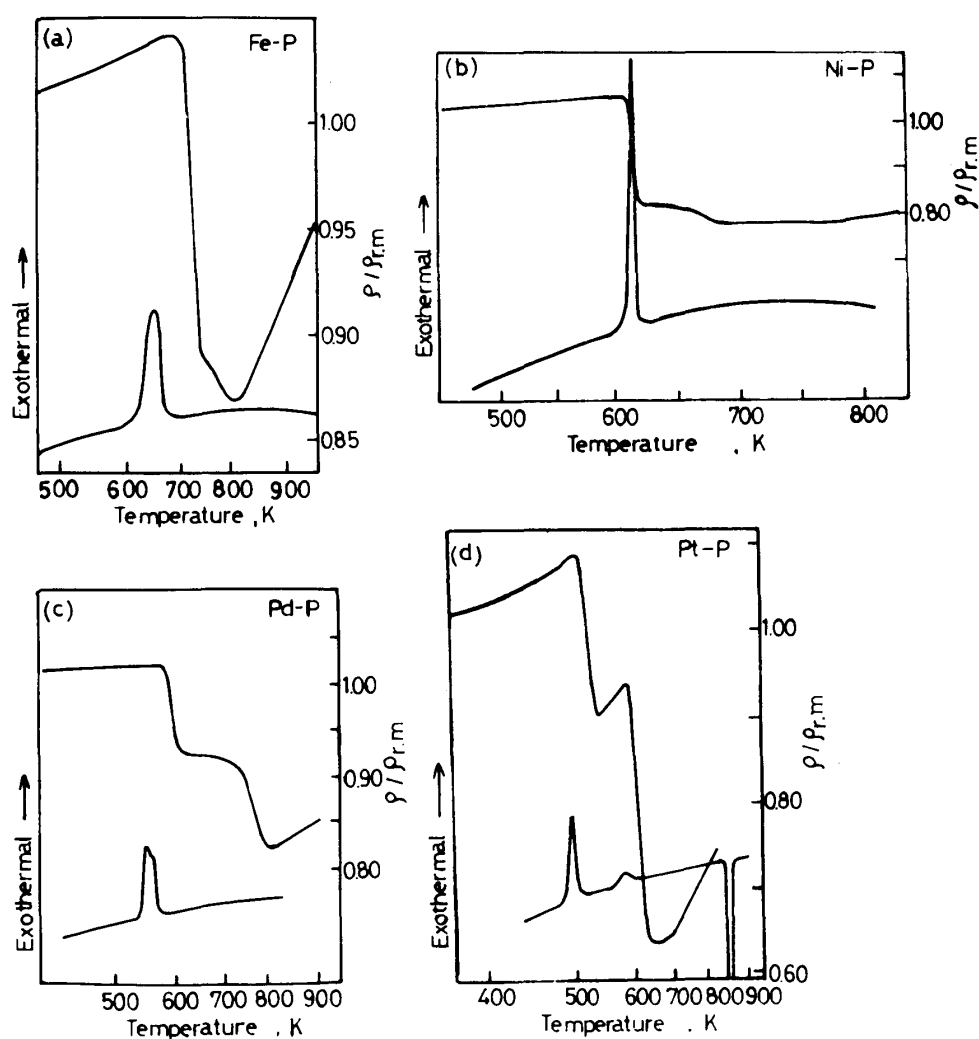 (a)
Fe-P
1.00
0.95
0.90
0.85
ρ/ρr.m
Exothermal →
500 600 700 800 900
Temperature ,K
(b)
Ni-P
1.00
0.80
ρ/ρr.m
Exothermal →
500 600 700 800
Temperature , K
(c)
Pd-P
1.00
0.90
0.80
ρ/ρr.m
Exothermal →
500 600 700 800 900
Temperature , K
(d)
Pt-P
1.00
0.80
0.60
ρ/ρr.m
Exothermal →
400 500 600 700 800 900
Temperature . K